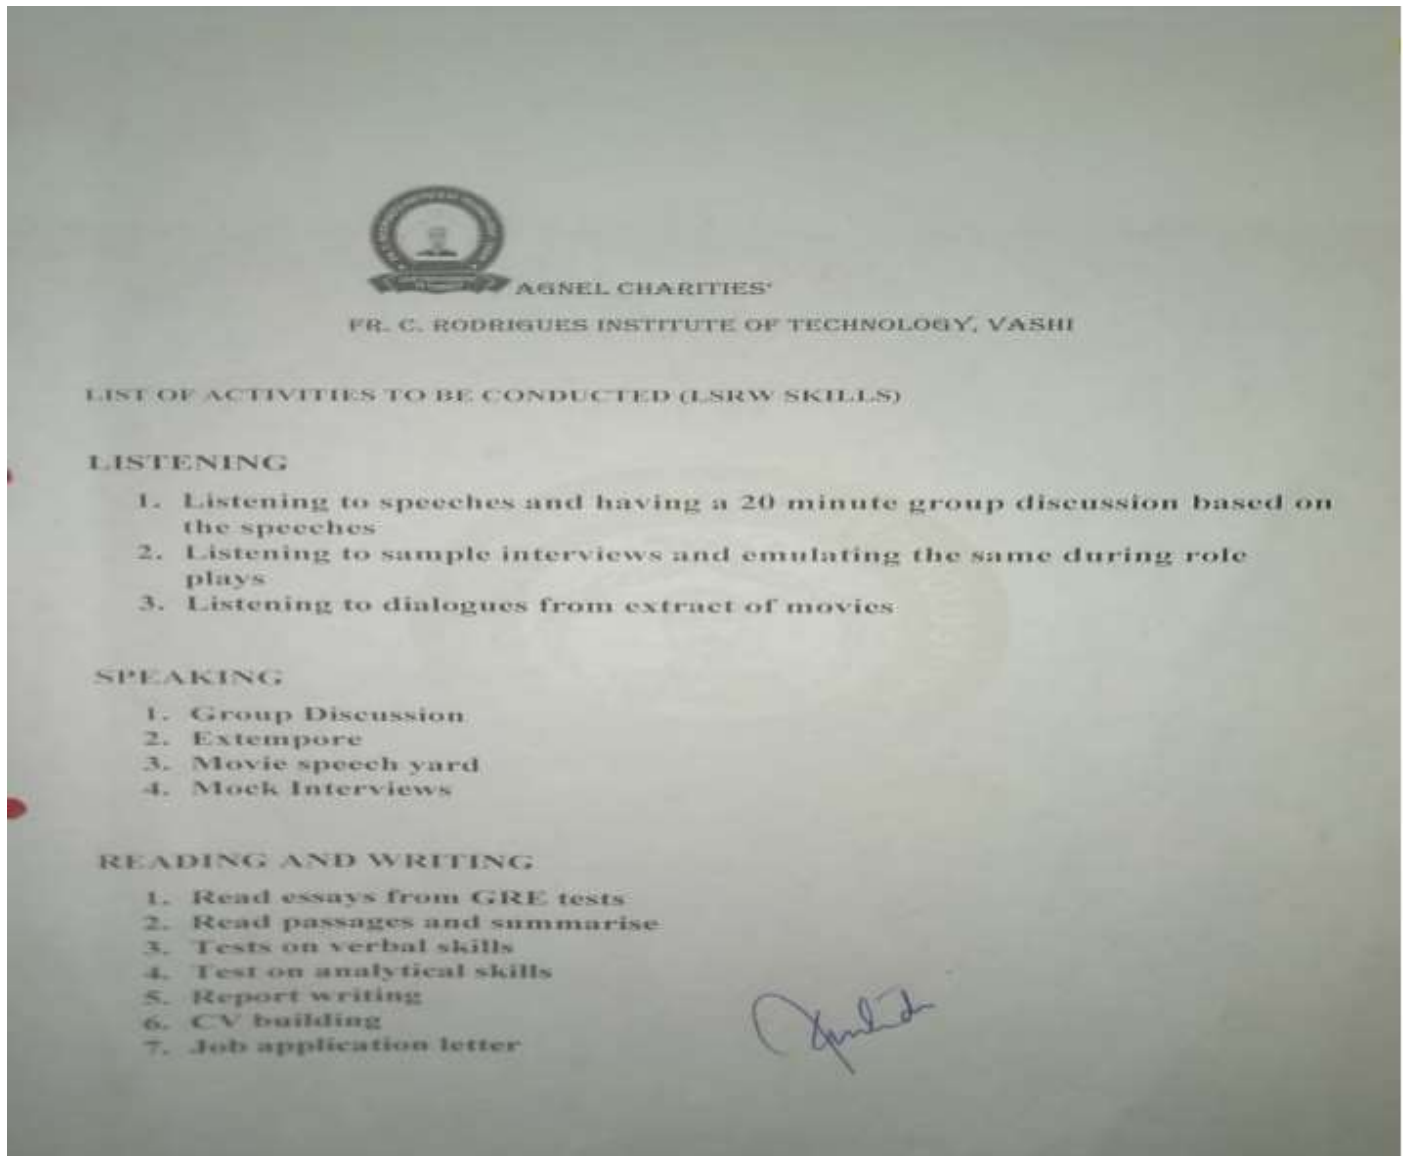 AGNEL CHARITIES'
FR. C. RODRIGUES INSTITUTE OF TECHNOLOGY, VASHI
LIST OF ACTIVITIES TO BE CONDUCTED (LSRW SKILLS)
LISTENING
1. Listening to speeches and having a 20 minute group discussion based on
the speeches
2. Listening to sample interviews and emulating the same during role
plays
3. Listening to dialogues from extract of movies
SPEAKING
1. Group Discussion
2. Extempore
3. Movie speech yard
4. Mock Interviews
READING AND WRITING
1. Read essays from GRE tests
2. Read passages and summarise
3. Tests on verbal skills
4. Test on analytical skills
5. Report writing
6. CV building
7. Job application letter